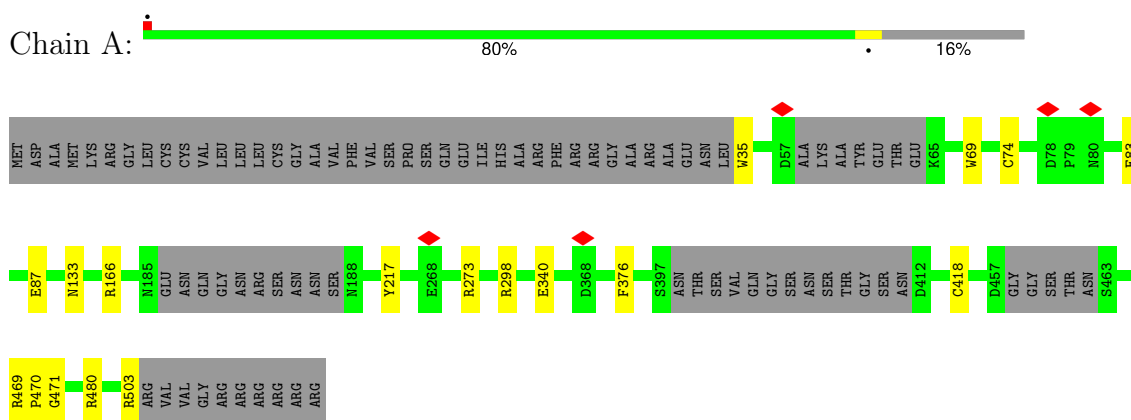 Chain A:
80%
16%
MET ASP ALA MET LYS ARG GLY LEU CYS CYS VAL LEU LEU LEU LEU CYS GLY ALA VAL PHE VAL SER PRO SER GLN GLU ILE HIS ALA ARG PHE ARG ARG GLY ALA ARG ALA GLU ASN LEU W35 D57 ALA LYS ALA TYR GLU THR GLU K65 W69 C74 D78 P79 N80
E87 N133 R166 N185 GLU ASN GLN GLY ASN ARG SER ASN ASN SER N188 Y217 E268 R273 R298 E340 D368 F376 S397 ASN THR SER VAL GLN GLY SER ASN SER THR GLY SER ASN D412 C418 D457 GLY GLY SER THR ASN S463
R469 P470 G471 R480 R503 ARG VAL VAL GLY ARG ARG ARG ARG ARG ARG